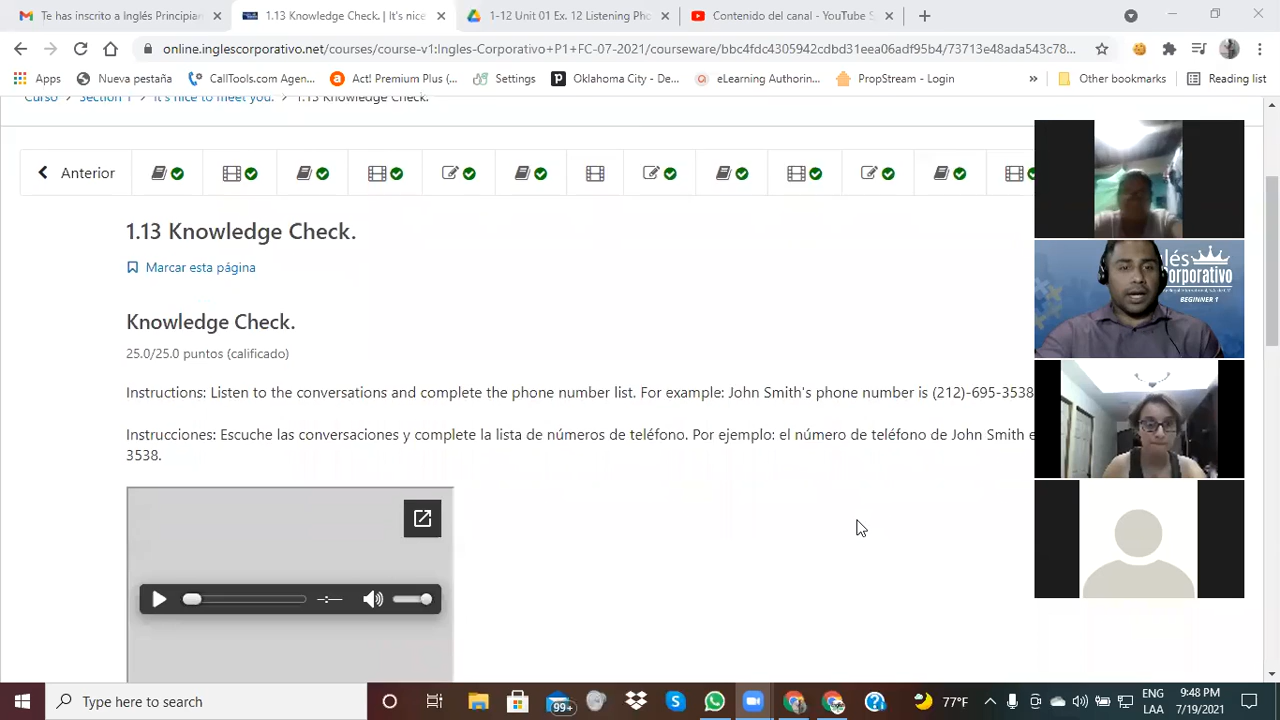 Te has inscrito a Inglés Principian
1.13 Knowledge Check. | It's nice
1-12 Unit 01 Ex. 12 Listening Pho
Contenido del canal - YouTube S
online.inglescorporativo.net/courses/course-v1:Ingles-Corporativo+P1+FC-07-2021/courseware/bbc4fdc4305942cdbd31eea06adf95b4/73713e48ada543c78...
Apps
Nueva pestaña
CallTools.com Agen...
Act! Premium Plus (...
Settings
Oklahoma City - De...
eLearning Authorin...
PropStream - Login
»
Other bookmarks
Reading list
Curso
Section 1
It's nice to meet you.
1.13 Knowledge Check.
Anterior
1.13 Knowledge Check.
Marcar esta página
Knowledge Check.
25.0/25.0 puntos (calificado)
Instructions: Listen to the conversations and complete the phone number list. For example: John Smith's phone number is (212)-695-3538
Instrucciones: Escuche las conversaciones y complete la lista de números de teléfono. Por ejemplo: el número de teléfono de John Smith e
3538.
-:-
lés
orporativo
BEGINNER 1
Type here to search
99+
77°F
ENG
LAA
9:48 PM
7/19/2021